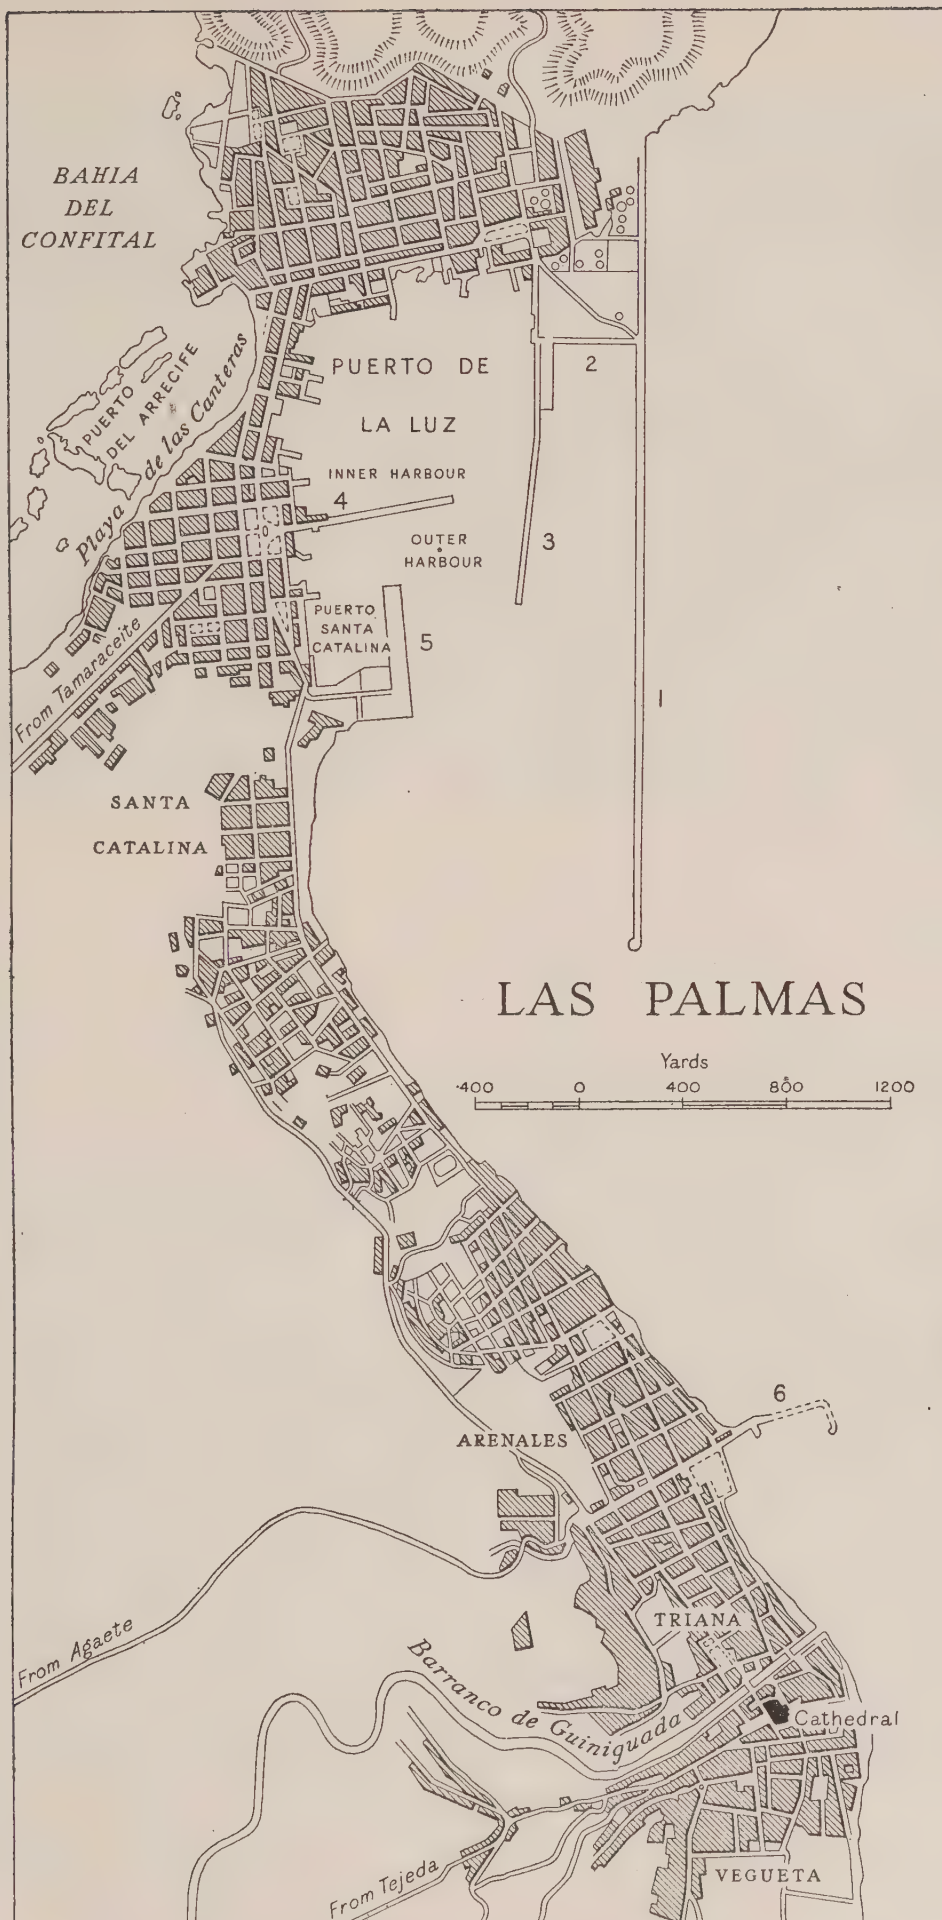 BAHIA
DEL
CONFITAL
PUERTO DE
LA LUZ
2
PUERTO
DEL ARRECIFE
Playa de las Canteras
INNER HARBOUR
4
OUTER
HARBOUR
3
PUERTO
SANTA
CATALINA
5
From Tamaraceite
1
SANTA
CATALINA
LAS PALMAS
Yards
400 0 400 800 1200
6
ARENALES
TRIANA
From Agaete
Barranco de Guiniguada
Cathedral
From Tejeda
VEGUETA